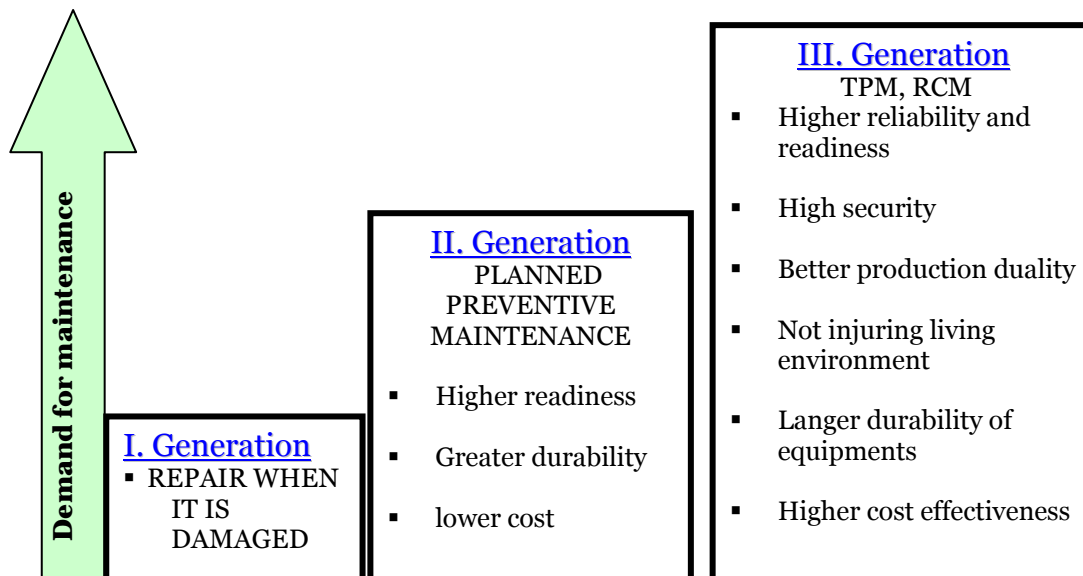 Demand for maintenance
I. Generation
▪ REPAIR WHEN
IT IS
DAMAGED
II. Generation
PLANNED
PREVENTIVE
MAINTENANCE
▪ Higher readiness
▪ Greater durability
▪ lower cost
III. Generation
TPM, RCM
▪ Higher reliability and
readiness
▪ High security
▪ Better production duality
▪ Not injuring living
environment
▪ Langer durability of
equipments
▪ Higher cost effectiveness